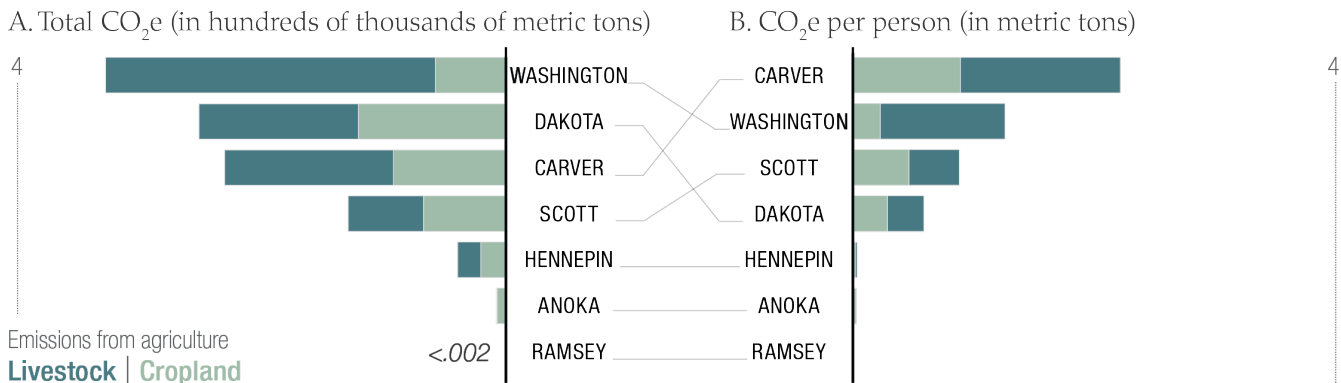 A. Total CO₂e (in hundreds of thousands of metric tons)
B. CO₂e per person (in metric tons)
4
4
WASHINGTON
CARVER
DAKOTA
WASHINGTON
CARVER
SCOTT
SCOTT
DAKOTA
HENNEPIN
HENNEPIN
ANOKA
ANOKA
<.002
RAMSEY
RAMSEY
Emissions from agriculture
Livestock | Cropland